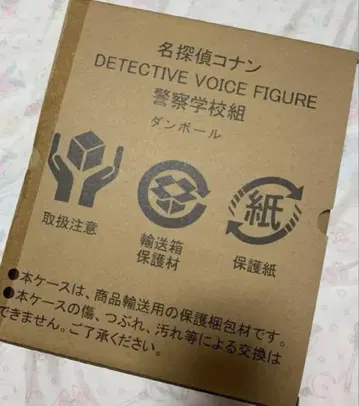 名探偵コナン
DETECTIVE VOICE FIGURE
警察学校組
ダンボール
紙
取扱注意
輸送箱
保護材
保護紙
●本ケースは、商品輸送用の保護梱包材です。
●本ケースの傷、つぶれ、汚れ等による交換は
できません。ご了承ください。